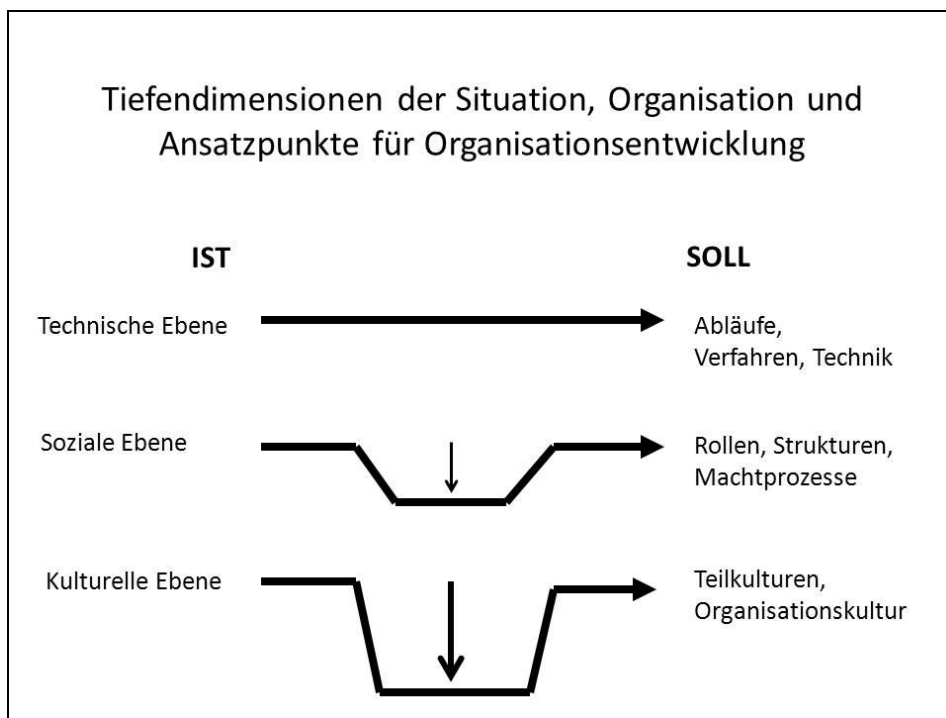 Tiefendimensionen der Situation, Organisation und
Ansatzpunkte für Organisationsentwicklung
IST
SOLL
Technische Ebene
Abläufe,
Verfahren, Technik
Soziale Ebene
Rollen, Strukturen,
Machtprozesse
Kulturelle Ebene
Teilkulturen,
Organisationskultur